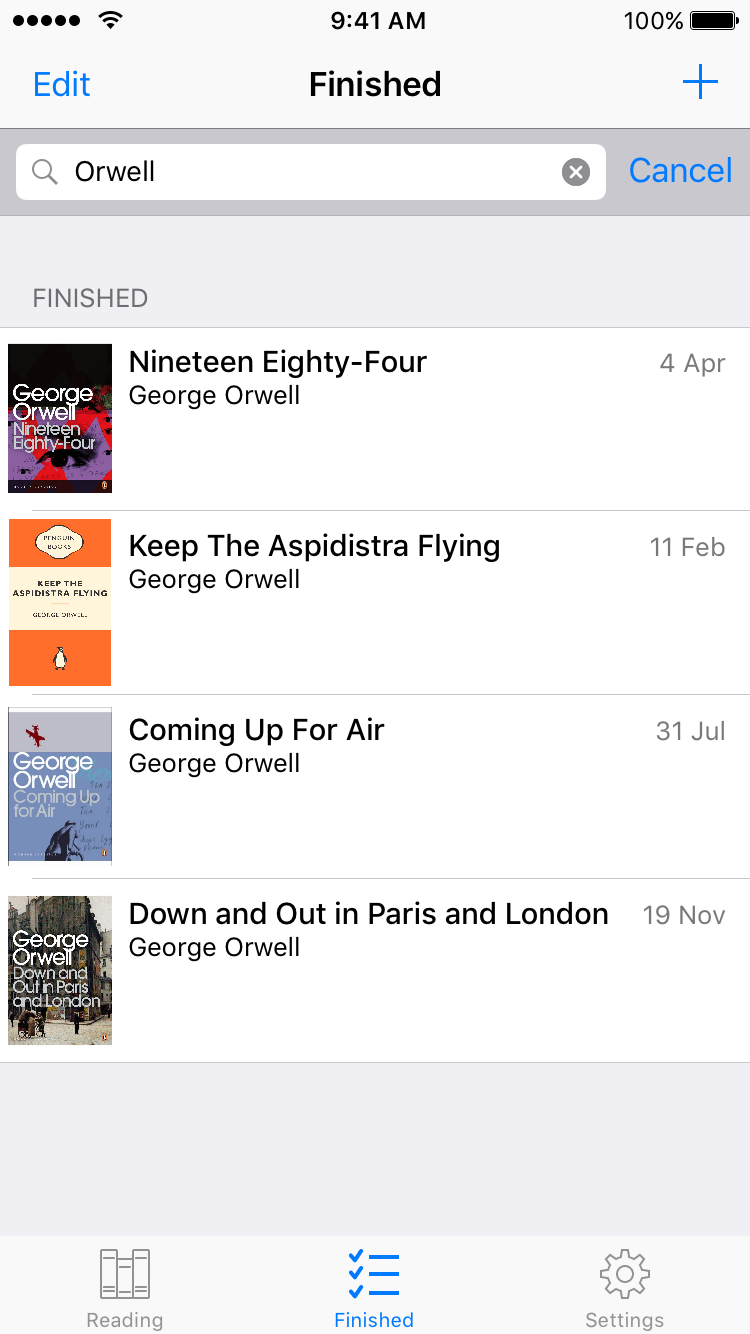 9:41 AM
100%
Edit
Finished
Orwell
Cancel
FINISHED
George
Orwell
Nineteen
Eighty-Four
Nineteen Eighty-Four
4 Apr
George Orwell
PENGUIN
BOOKS
KEEP THE
ASPIDISTRA FLYING
GEORGE ORWELL
Keep The Aspidistra Flying
11 Feb
George Orwell
George
Orwell
Coming Up
for Air
Coming Up For Air
31 Jul
George Orwell
George
Orwell
Down and
Out in Paris
and London
Down and Out in Paris and London
19 Nov
George Orwell
Reading
Finished
Settings